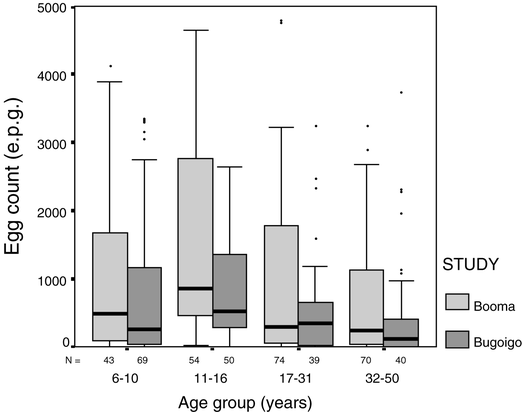 Egg count (e.p.g.)
5000
4000
3000
2000
1000
0
N = 43 69 54 50 74 39 70 40
6-10 11-16 17-31 32-50
Age group (years)
STUDY
Booma
Bugoigo